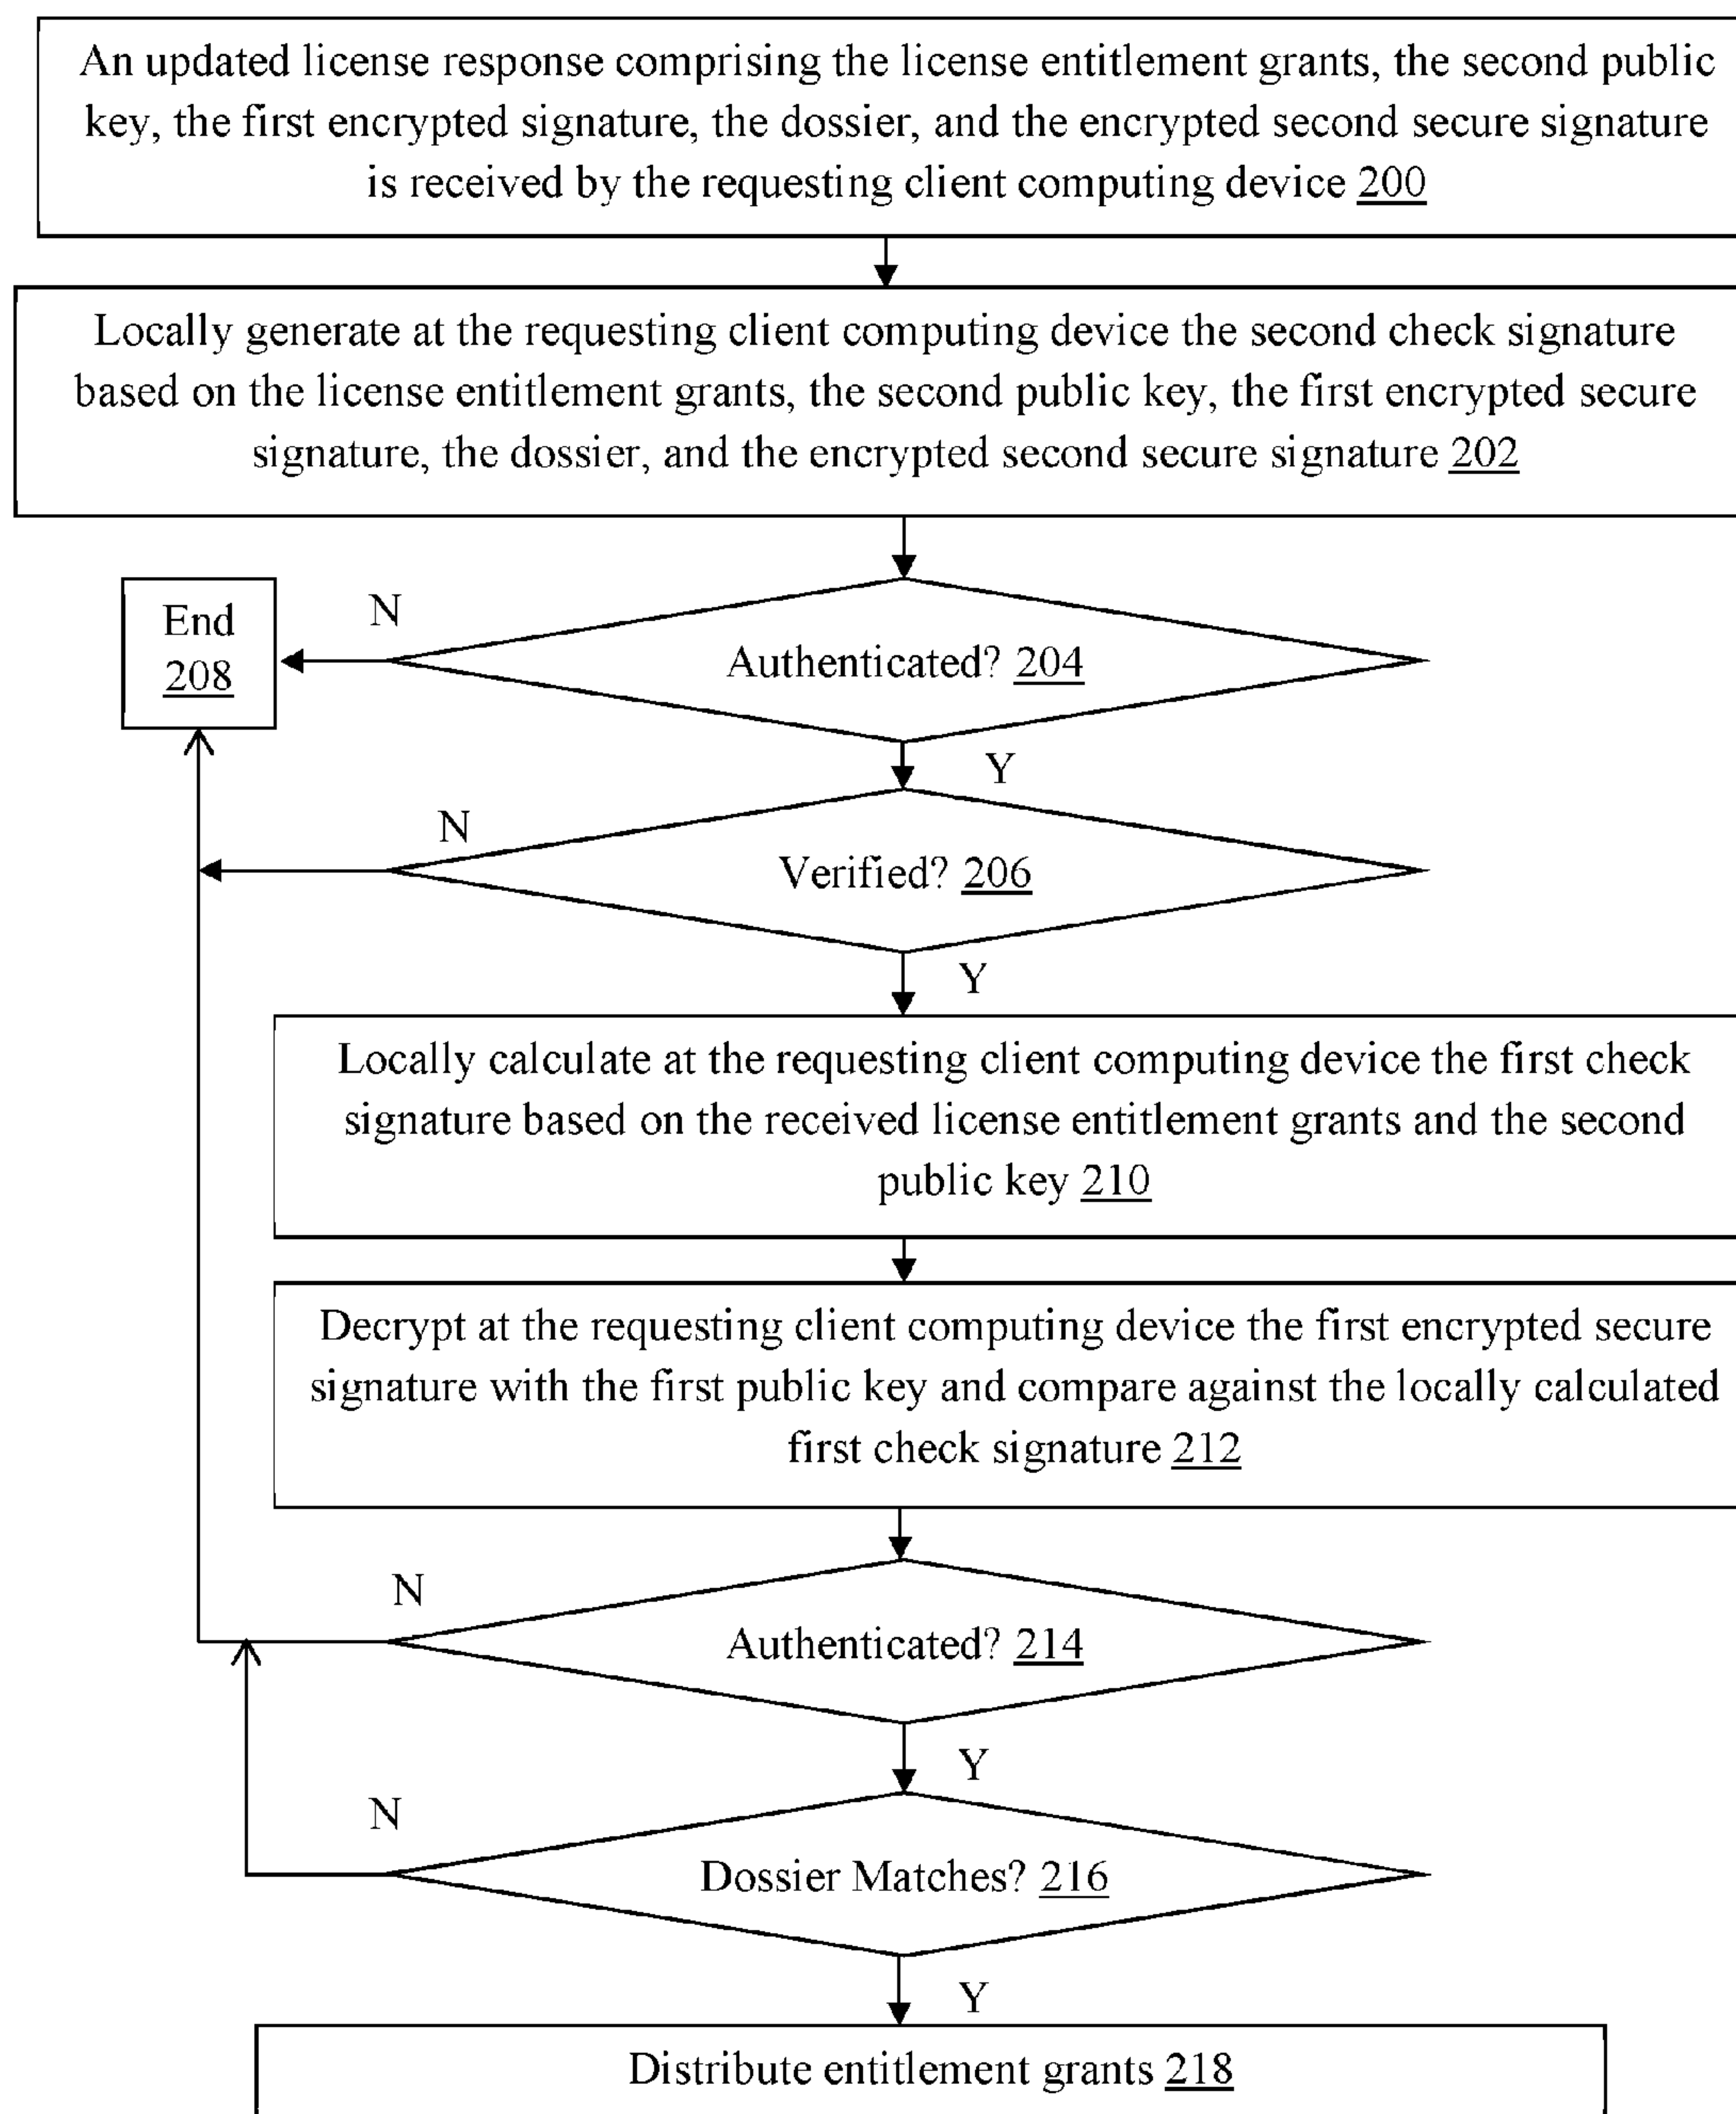 An updated license response comprising the license entitlement grants, the second public
key, the first encrypted signature, the dossier, and the encrypted second secure signature
is received by the requesting client computing device 200
Locally generate at the requesting client computing device the second check signature
based on the license entitlement grants, the second public key, the first encrypted secure
signature, the dossier, and the encrypted second secure signature 202
End
208
N
Authenticated? 204
Y
N
Verified? 206
Y
Locally calculate at the requesting client computing device the first check
signature based on the received license entitlement grants and the second
public key 210
Decrypt at the requesting client computing device the first encrypted secure
signature with the first public key and compare against the locally calculated
first check signature 212
N
Authenticated? 214
Y
N
Dossier Matches? 216
Y
Distribute entitlement grants 218